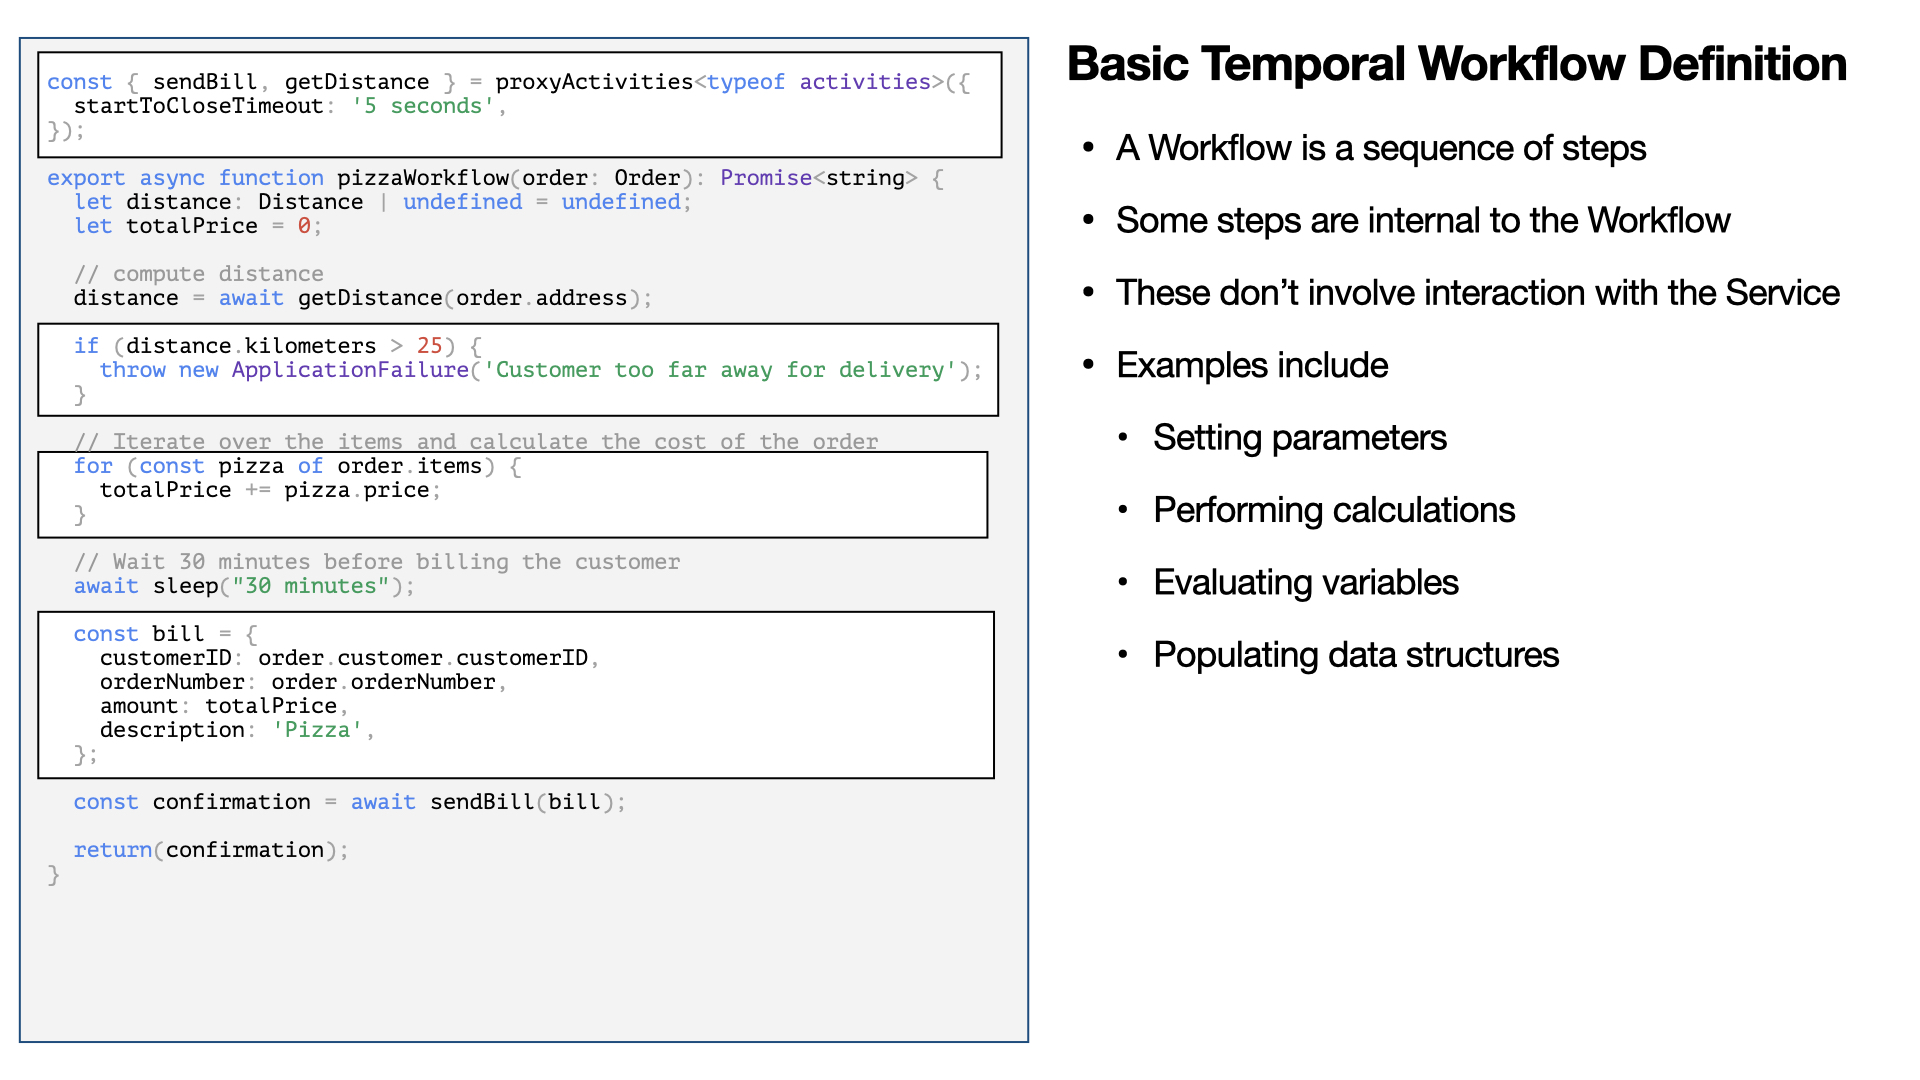 const { sendBill, getDistance } = proxyActivities<typeof activities>({
  startToCloseTimeout: '5 seconds',
});
export async function pizzaWorkflow(order: Order): Promise<string> {
  let distance: Distance | undefined = undefined;
  let totalPrice = 0;
  // compute distance
  distance = await getDistance(order.address);
  if (distance.kilometers > 25) {
    throw new ApplicationFailure('Customer too far away for delivery');
  }
  // Iterate over the items and calculate the cost of the order
  for (const pizza of order.items) {
    totalPrice += pizza.price;
  }
  // Wait 30 minutes before billing the customer
  await sleep("30 minutes");
  const bill = {
    customerID: order.customer.customerID,
    orderNumber: order.orderNumber,
    amount: totalPrice,
    description: 'Pizza',
  };
  const confirmation = await sendBill(bill);
  return(confirmation);
}
Basic Temporal Workflow Definition
• A Workflow is a sequence of steps
• Some steps are internal to the Workflow
• These don’t involve interaction with the Service
• Examples include
• Setting parameters
• Performing calculations
• Evaluating variables
• Populating data structures